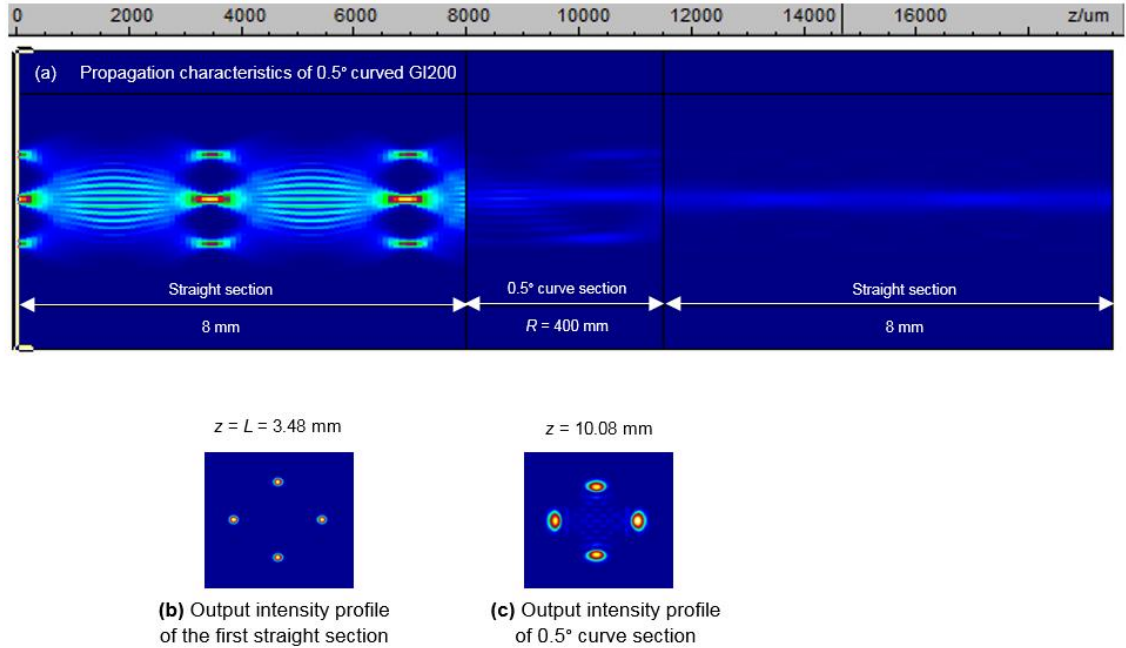 0 2000 4000 6000 8000 10000 12000 14000 16000 z/um
(a) Propagation characteristics of 0.5° curved GI200
Straight section 0.5° curve section Straight section
8 mm R = 400 mm 8 mm
z = L = 3.48 mm z = 10.08 mm
(b) Output intensity profile
of the first straight section
(c) Output intensity profile
of 0.5° curve section